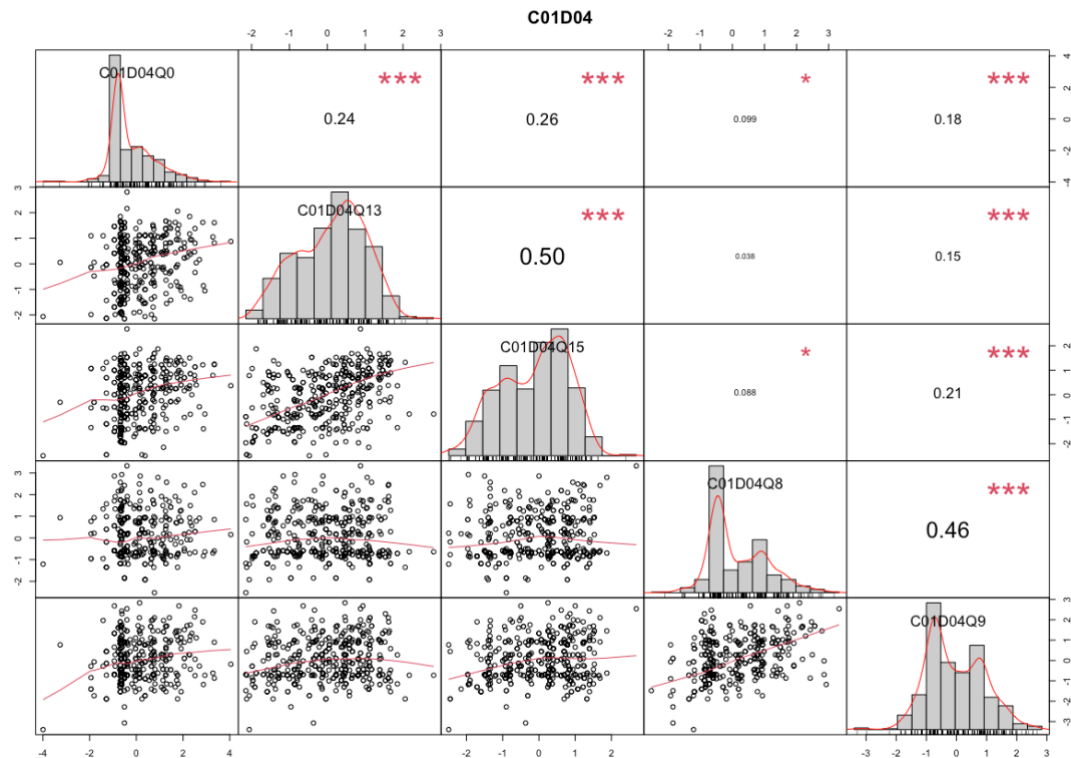 C01D04
-2 -1 0 1 2 3
-2 -1 0 1 2 3
C01D04Q0
***
0.24
***
0.26
*
0.099
***
0.18
-4 -2 0 2 4
-2 -1 0 1 2 3
C01D04Q13
***
0.50
0.038
***
0.15
C01D04Q15
*
0.088
***
0.21
-2 -1 0 1 2
-2 -1 0 1 2 3
C01D04Q8
***
0.46
C01D04Q9
-3 -2 -1 0 1 2
-4 -2 0 2 4
-2 -1 0 1 2
-3 -2 -1 0 1 2 3